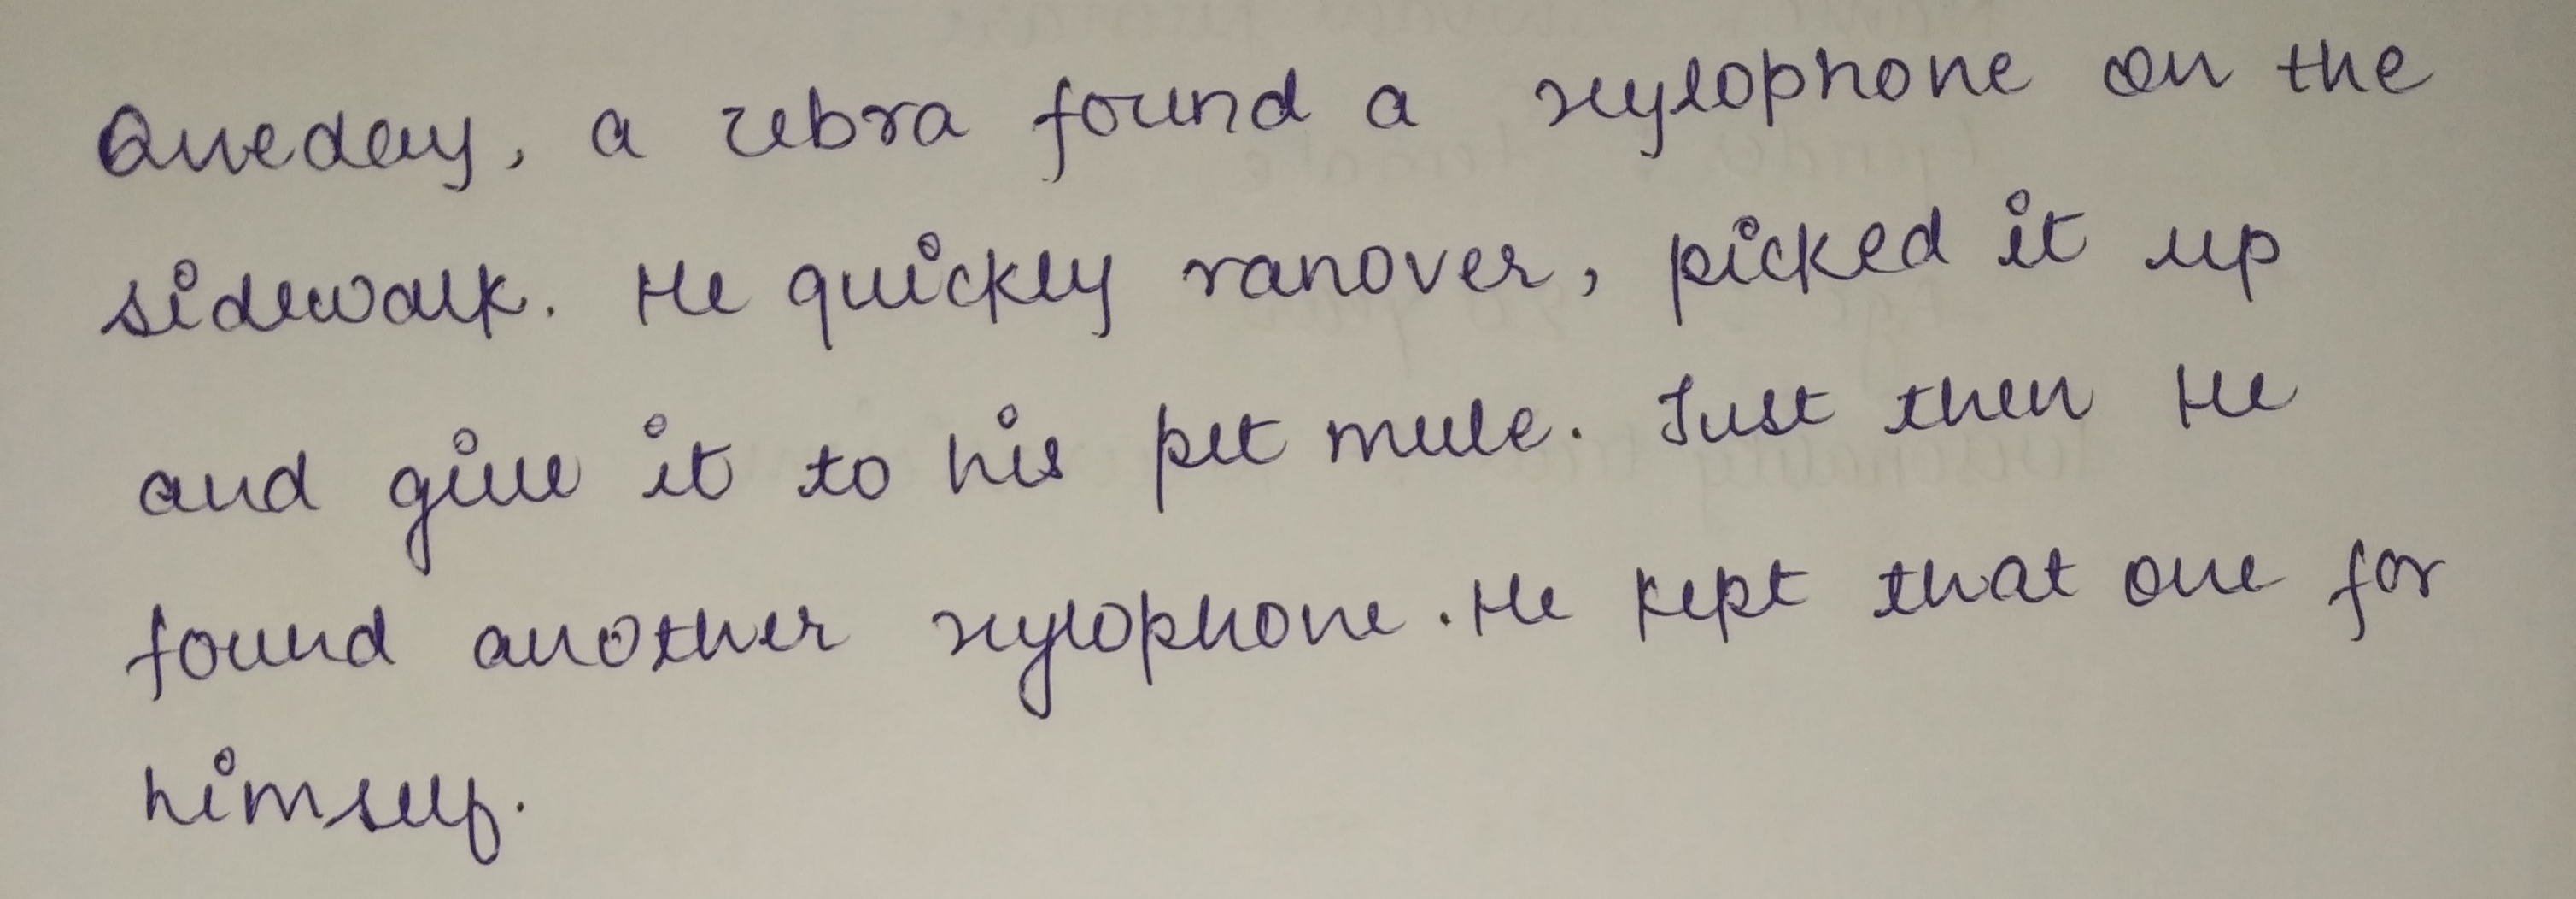 Oneday, a zebra found a xylophone on the
sidewalk. He quickly ranover, picked it up
and give it to his pet mule. Just then He
found another xylophone. He kept that one for
himself.